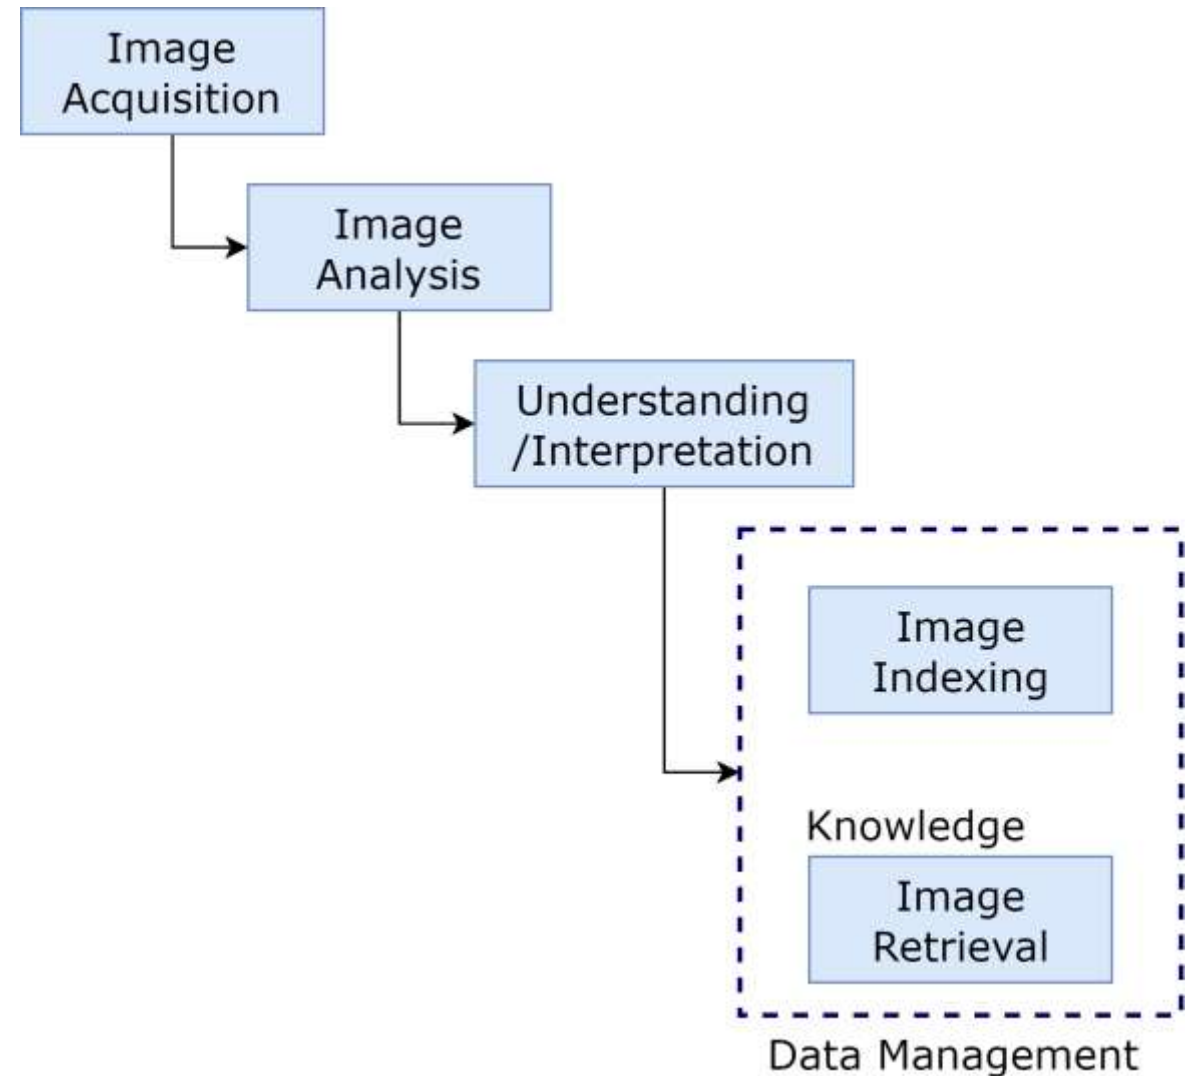 Image
Acquisition
Image
Analysis
Understanding
/Interpretation
Image
Indexing
Knowledge
Image
Retrieval
Data Management